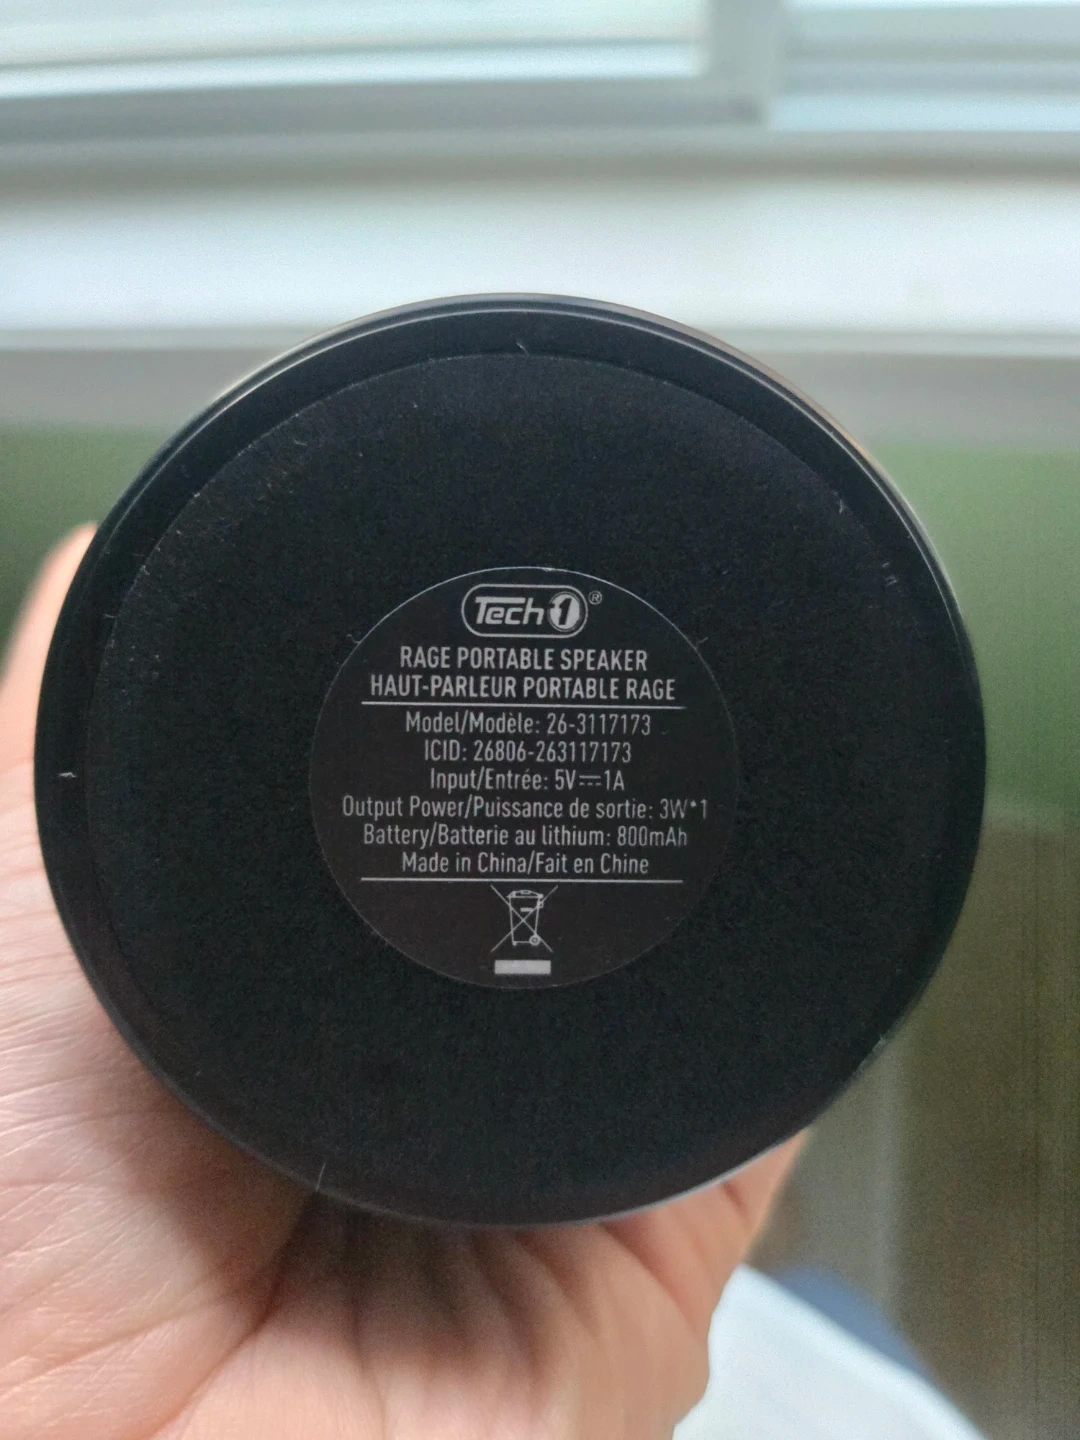 Tech1®
RAGE PORTABLE SPEAKER
HAUT-PARLEUR PORTABLE RAGE
Model/Modèle: 26-3117173
ICID: 26806-263117173
Input/Entrée: 5V⎓1A
Output Power/Puissance de sortie: 3W*1
Battery/Batterie au lithium: 800mAh
Made in China/Fait en Chine